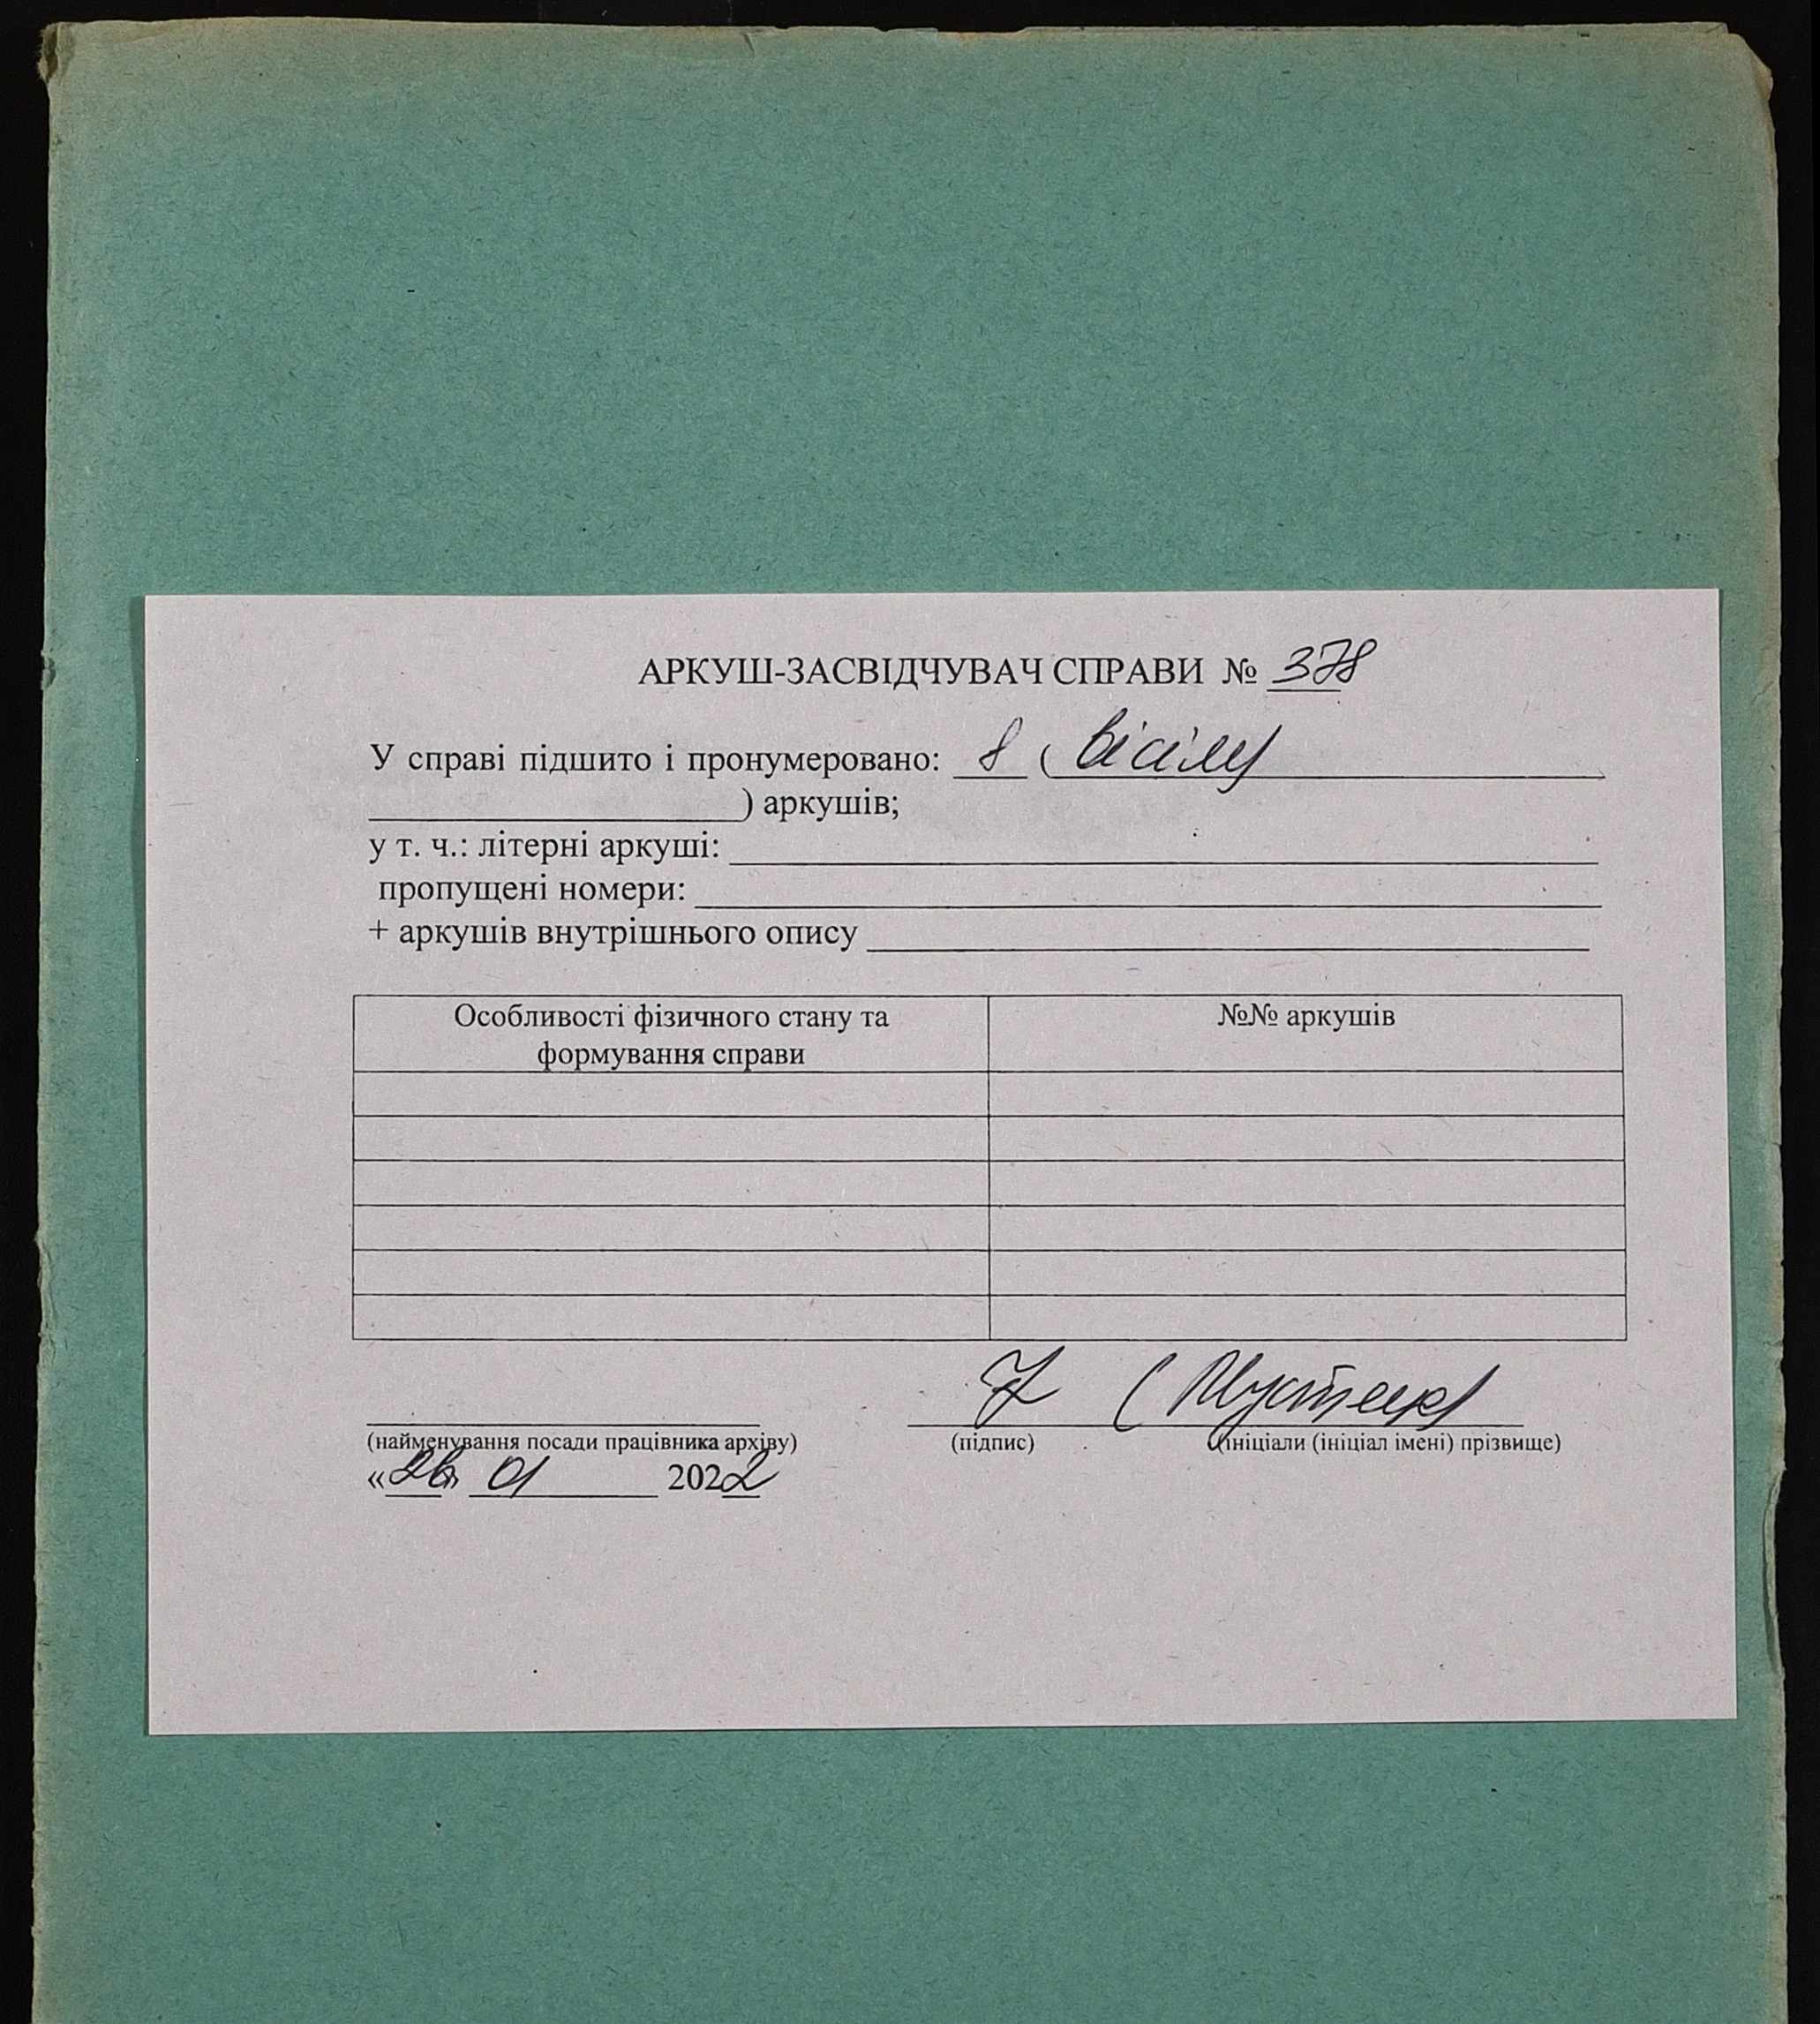 АРКУШ-ЗАСВІДЧУВАЧ СПРАВИ № 378
У справі підшито і пронумеровано: 8 ( вісім)
) аркушів;
у т. ч.: літерні аркуші:
пропущені номери:
+ аркушів внутрішнього опису
Особливості фізичного стану та формування справи
№№ аркушів
(найменування посади працівника архіву)
(підпис)
(ініціали (ініціал імені) прізвище)
«26» 01 2022